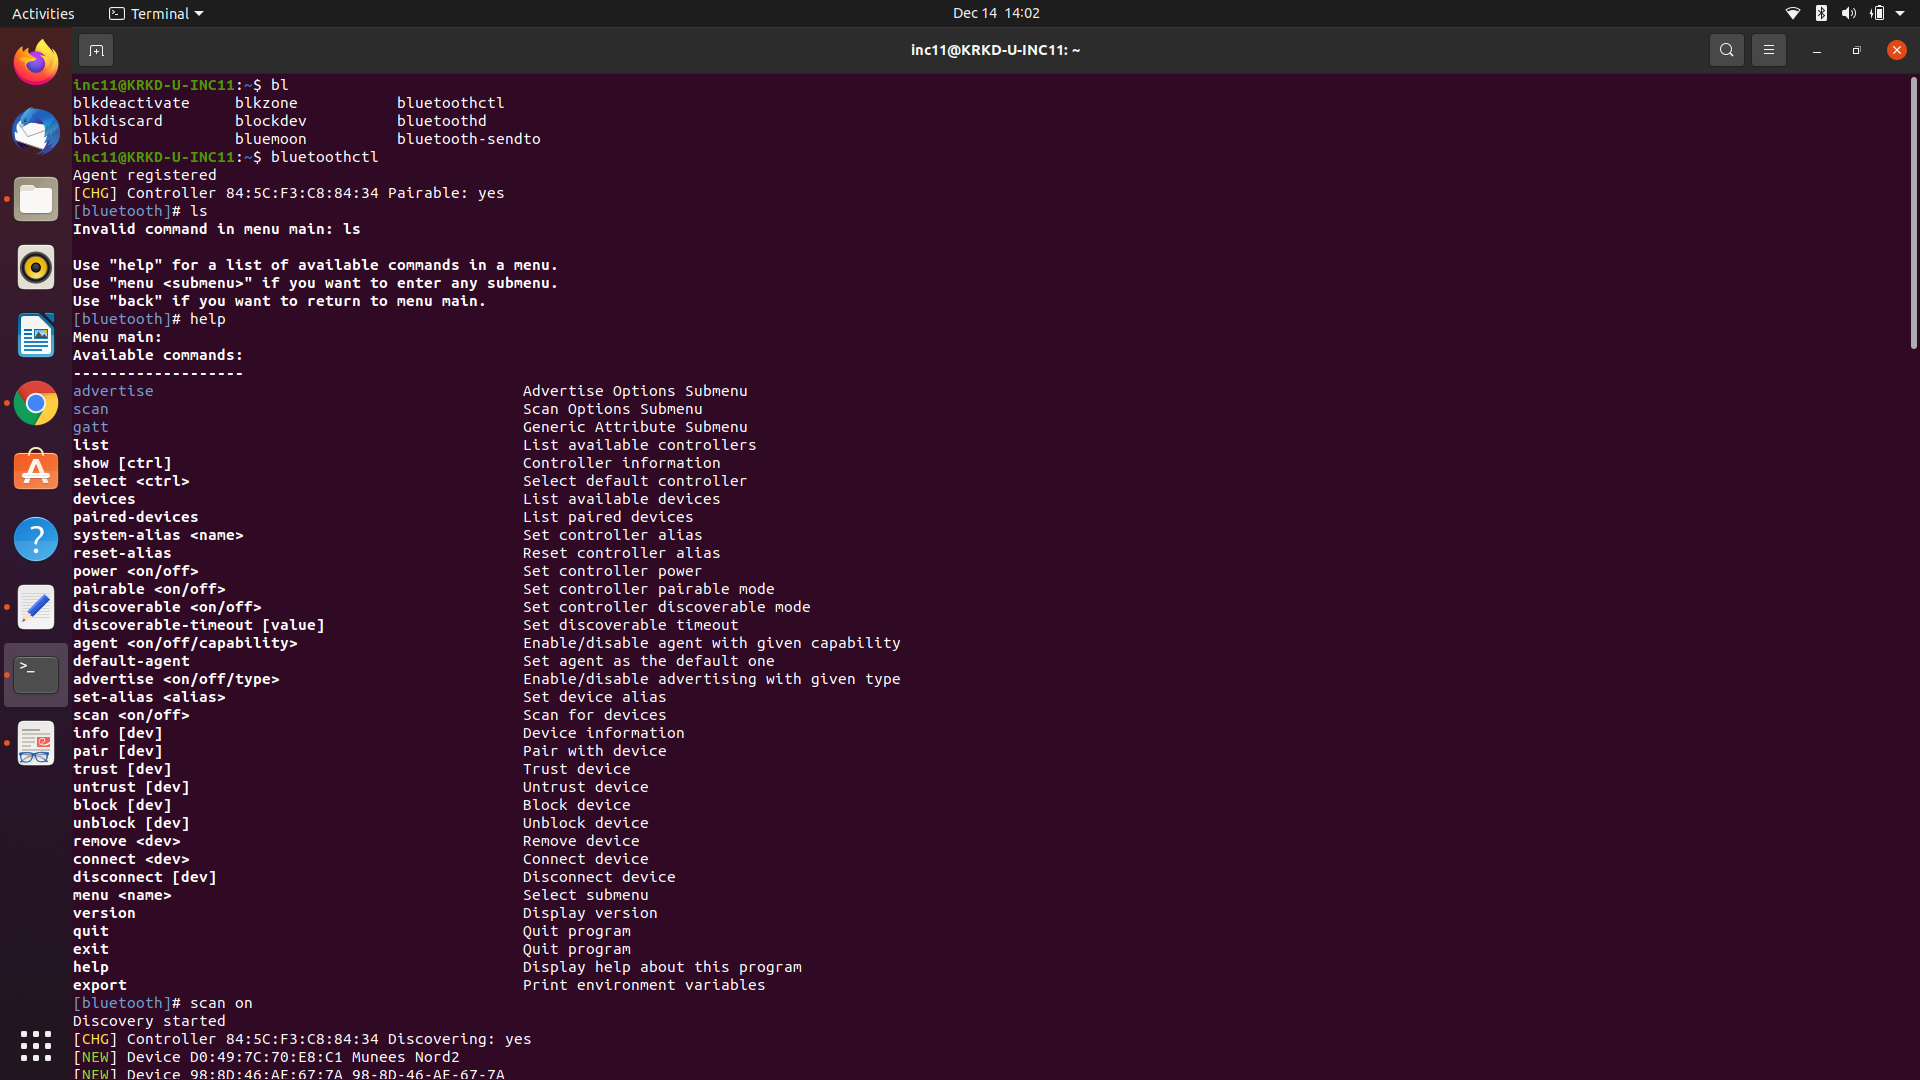 Activities
Terminal
Dec 14 14:02
inc11@KRKD-U-INC11: ~
inc11@KRKD-U-INC11:~$ bl
blkdeactivate blkzone bluetoothctl
blkdiscard blockdev bluetoothd
blkid bluemoon bluetooth-sendto
inc11@KRKD-U-INC11:~$ bluetoothctl
Agent registered
[CHG] Controller 84:5C:F3:C8:84:34 Pairable: yes
[bluetooth]# ls
Invalid command in menu main: ls
Use "help" for a list of available commands in a menu.
Use "menu <submenu>" if you want to enter any submenu.
Use "back" if you want to return to menu main.
[bluetooth]# help
Menu main:
Available commands:
-------------------
advertise Advertise Options Submenu
scan Scan Options Submenu
gatt Generic Attribute Submenu
list List available controllers
show [ctrl] Controller information
select <ctrl> Select default controller
devices List available devices
paired-devices List paired devices
system-alias <name> Set controller alias
reset-alias Reset controller alias
power <on/off> Set controller power
pairable <on/off> Set controller pairable mode
discoverable <on/off> Set controller discoverable mode
discoverable-timeout [value] Set discoverable timeout
agent <on/off/capability> Enable/disable agent with given capability
default-agent Set agent as the default one
advertise <on/off/type> Enable/disable advertising with given type
set-alias <alias> Set device alias
scan <on/off> Scan for devices
info [dev] Device information
pair [dev] Pair with device
trust [dev] Trust device
untrust [dev] Untrust device
block [dev] Block device
unblock [dev] Unblock device
remove <dev> Remove device
connect <dev> Connect device
disconnect [dev] Disconnect device
menu <name> Select submenu
version Display version
quit Quit program
exit Quit program
help Display help about this program
export Print environment variables
[bluetooth]# scan on
Discovery started
[CHG] Controller 84:5C:F3:C8:84:34 Discovering: yes
[NEW] Device D0:49:7C:70:E8:C1 Munees Nord2
[NEW] Device 98:8D:46:AE:67:7A 98-8D-46-AE-67-7A